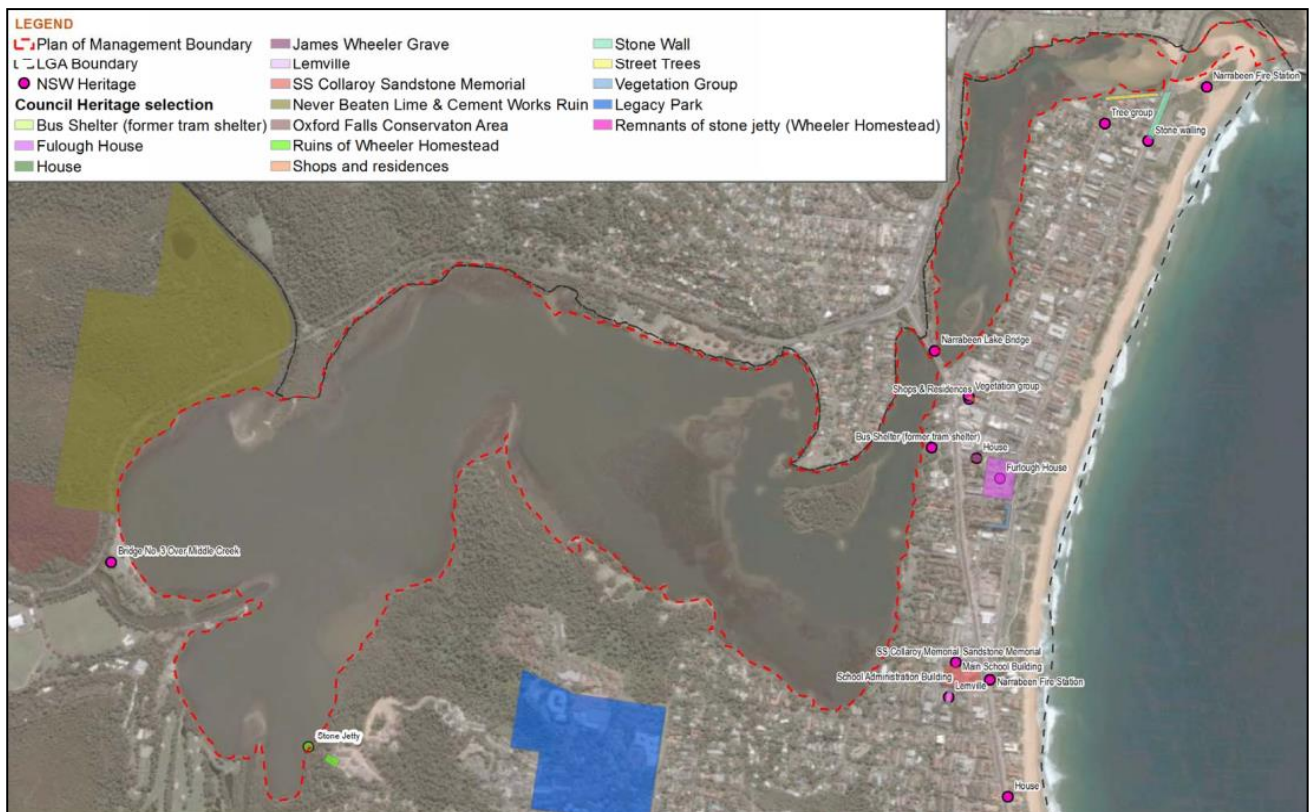 LEGEND
Plan of Management Boundary
LGA Boundary
NSW Heritage
Council Heritage selection
Bus Shelter (former tram shelter)
Fulough House
House
James Wheeler Grave
Lemville
SS Collaroy Sandstone Memorial
Never Beaten Lime & Cement Works Ruin
Oxford Falls Conservaton Area
Ruins of Wheeler Homestead
Shops and residences
Stone Wall
Street Trees
Vegetation Group
Legacy Park
Remnants of stone jetty (Wheeler Homestead)
Narrabeen Fire Station
Tree group
Stone walling
Narrabeen Lake Bridge
Shops & Residences
Vegetation group
Bus Shelter (former tram shelter)
House
Furlough House
Bridge No. 3 Over Middle Creek
SS Collaroy Memorial Sandstone Memorial
Main School Building
School Administration Building
Narrabeen Fire Station
Lemville
Stone Jetty
House